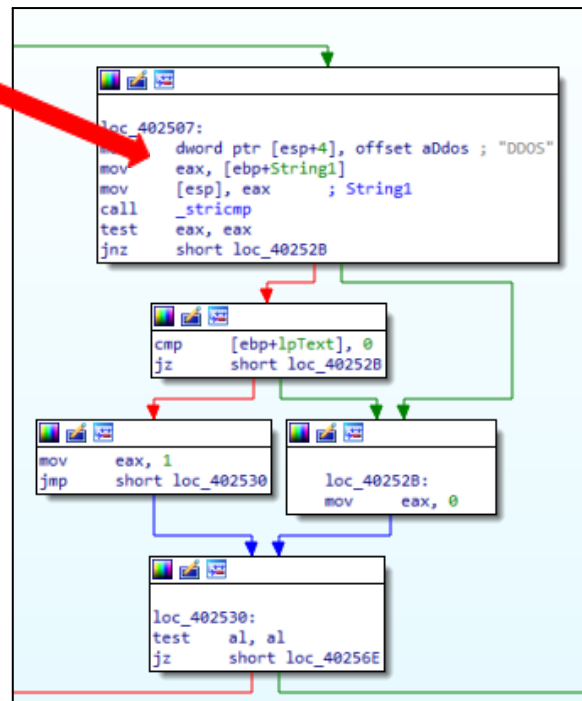 loc_402507:
dword ptr [esp+4], offset aDdos ; "DDOS"
mov eax, [ebp+String1]
mov [esp], eax ; String1
call _stricmp
test eax, eax
jnz short loc_40252B
cmp [ebp+lpText], 0
jz short loc_40252B
mov eax, 1
jmp short loc_402530
loc_40252B:
mov eax, 0
loc_402530:
test al, al
jz short loc_40256E